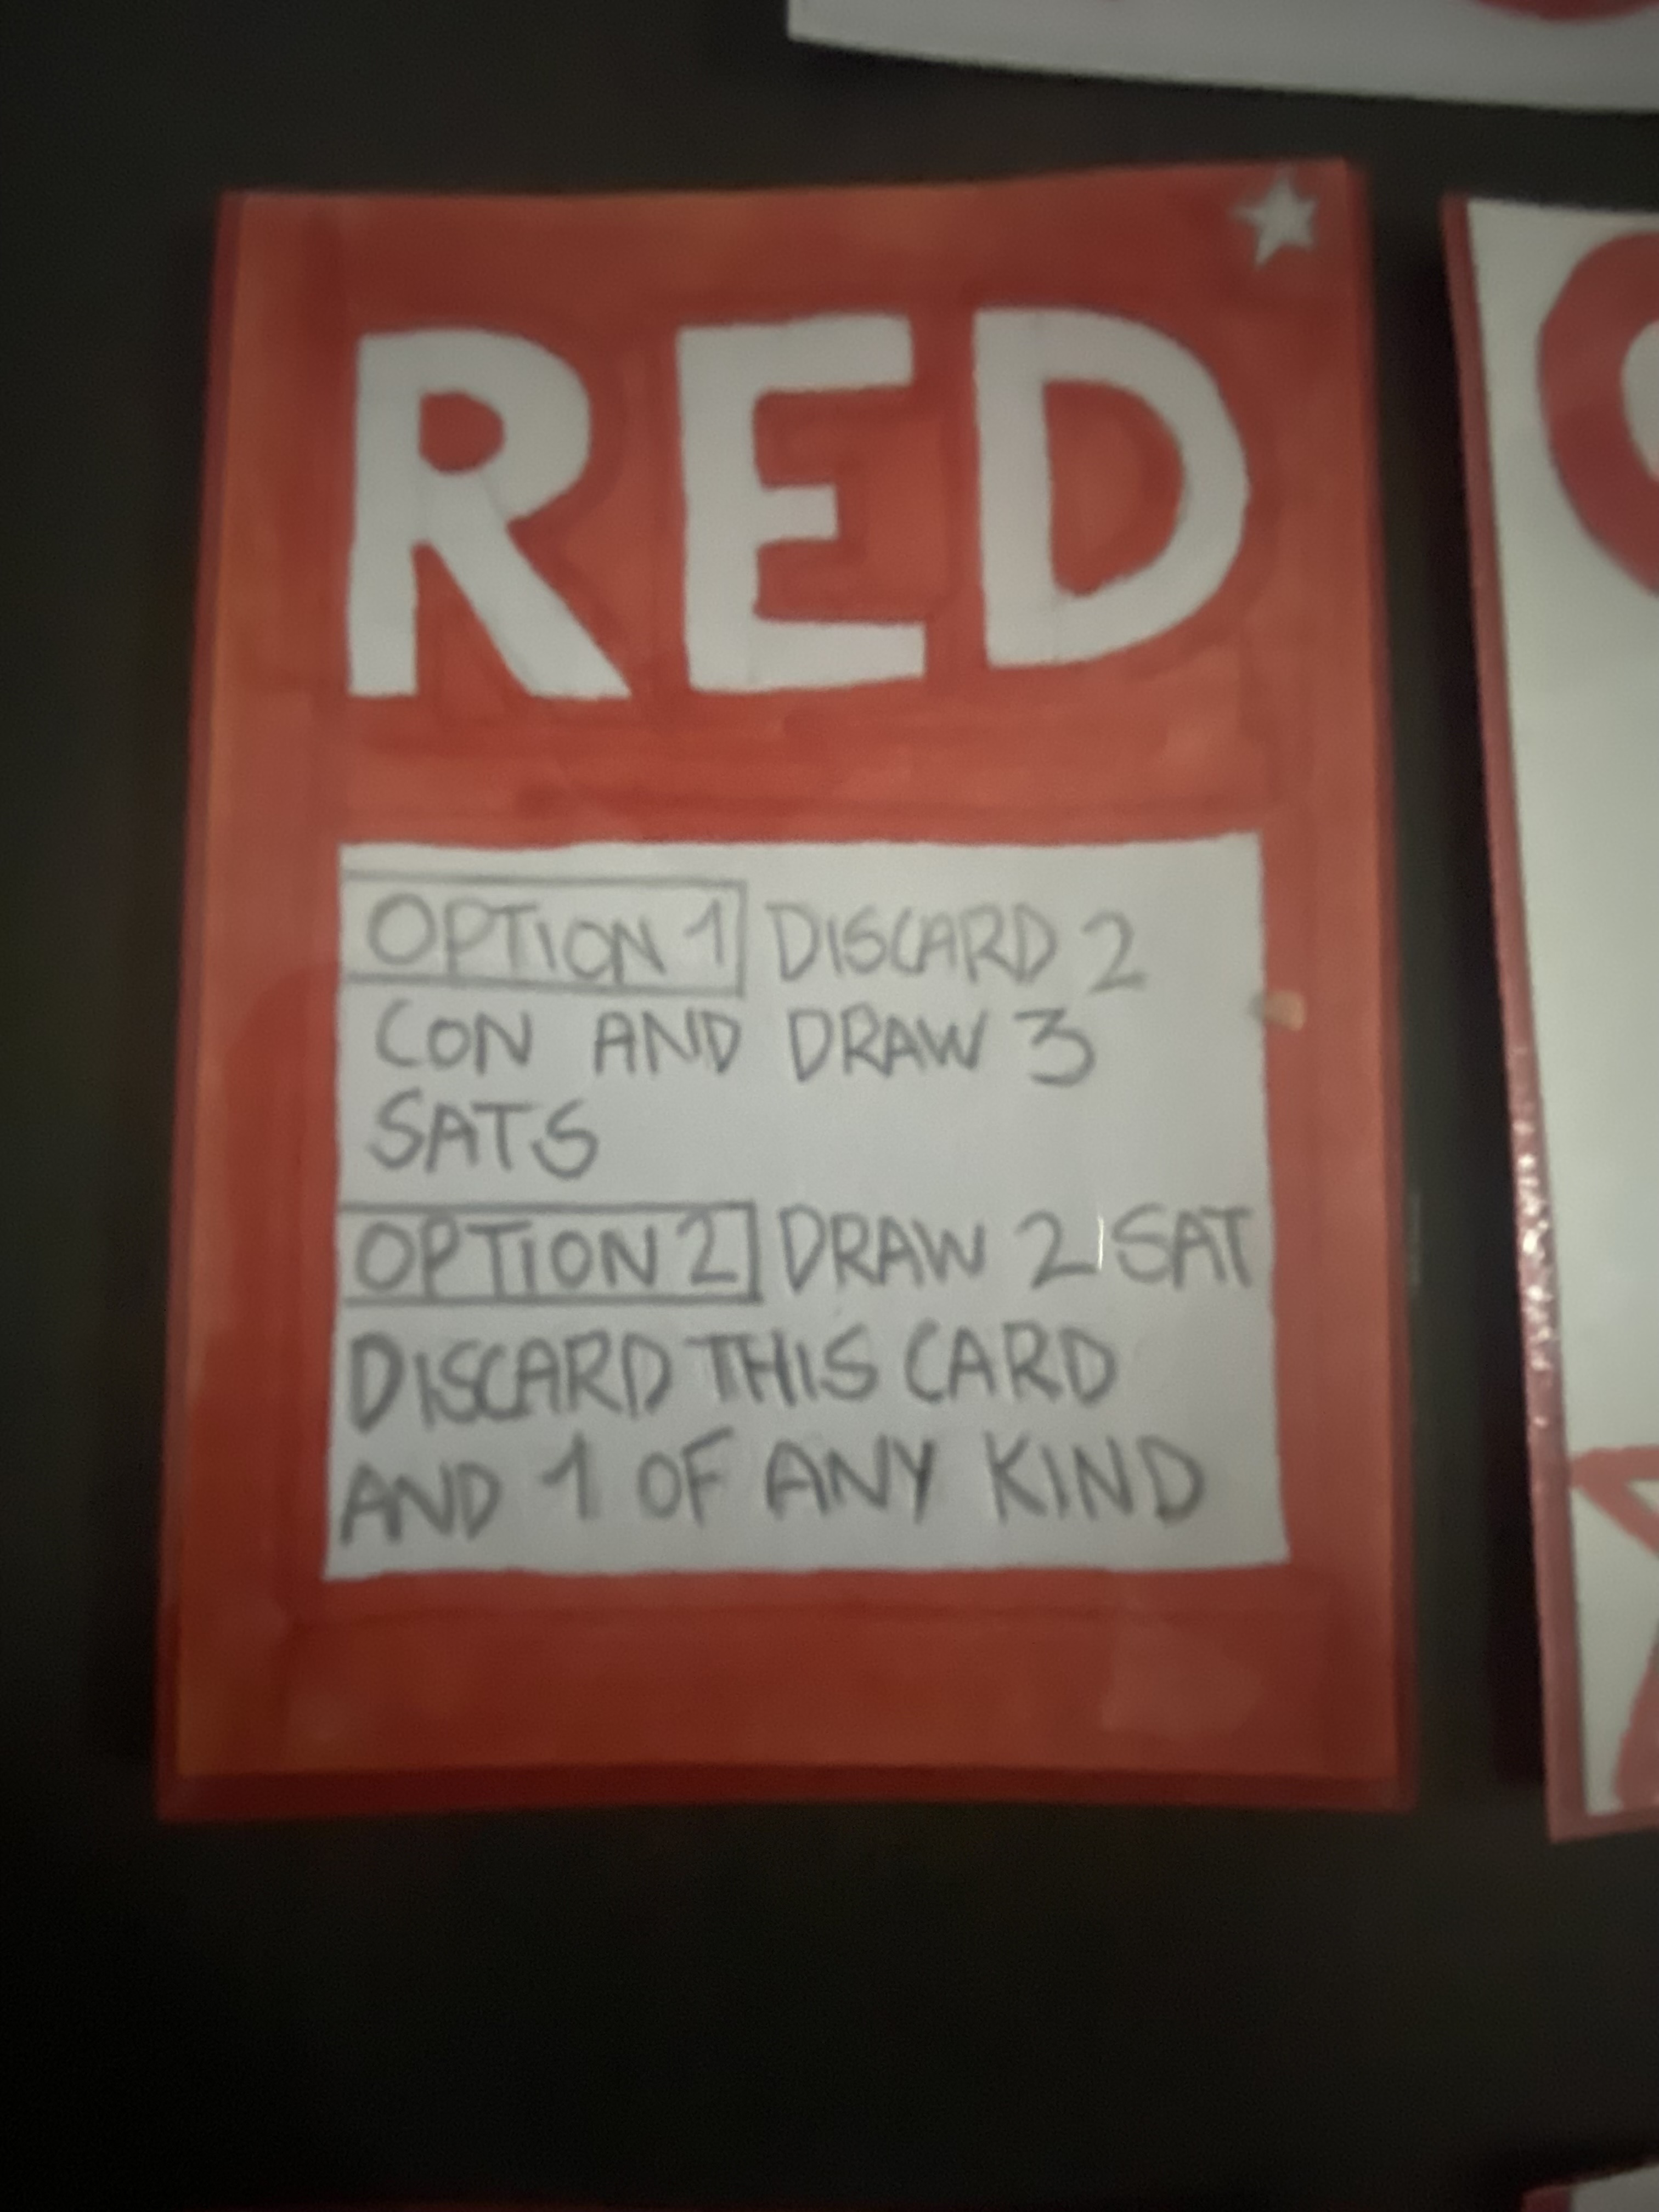 RED
OPTION 1 DISCARD 2
CON AND DRAW 3
SATS
OPTION 2 DRAW 2 SAT
DISCARD THIS CARD
AND 1 OF ANY KIND